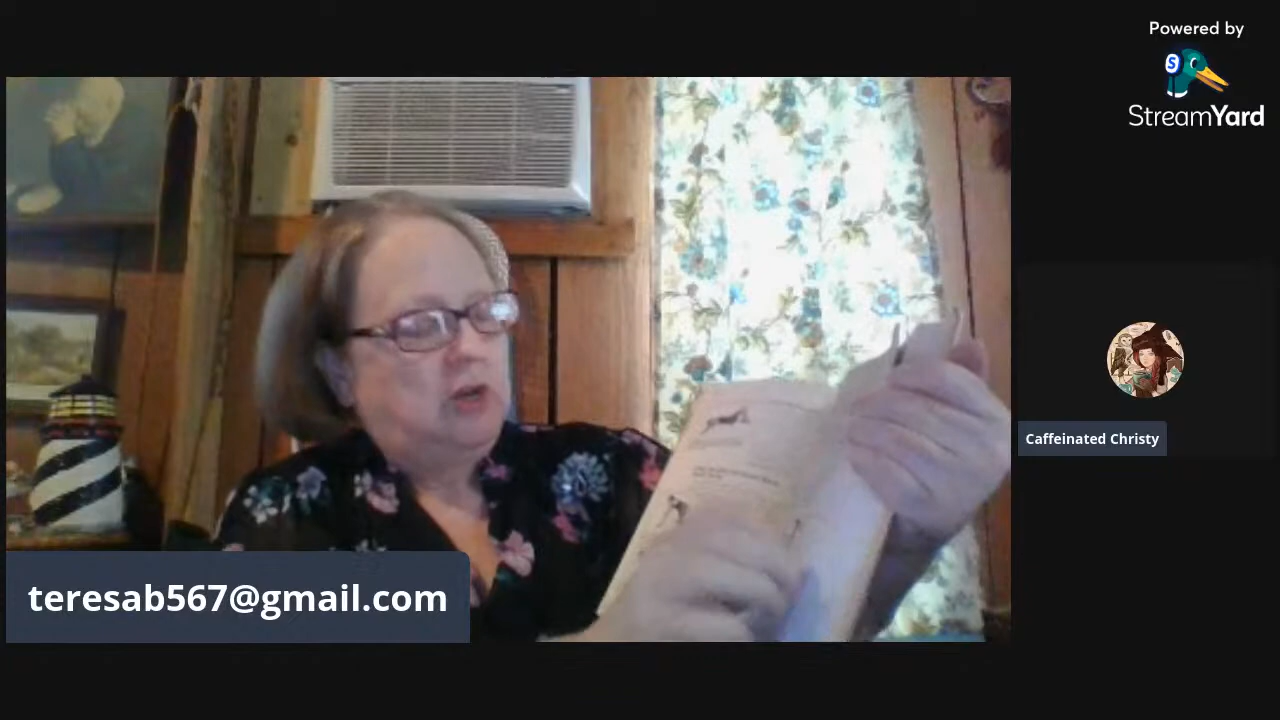 Powered by
S
StreamYard
Caffeinated Christy
teresab567@gmail.com